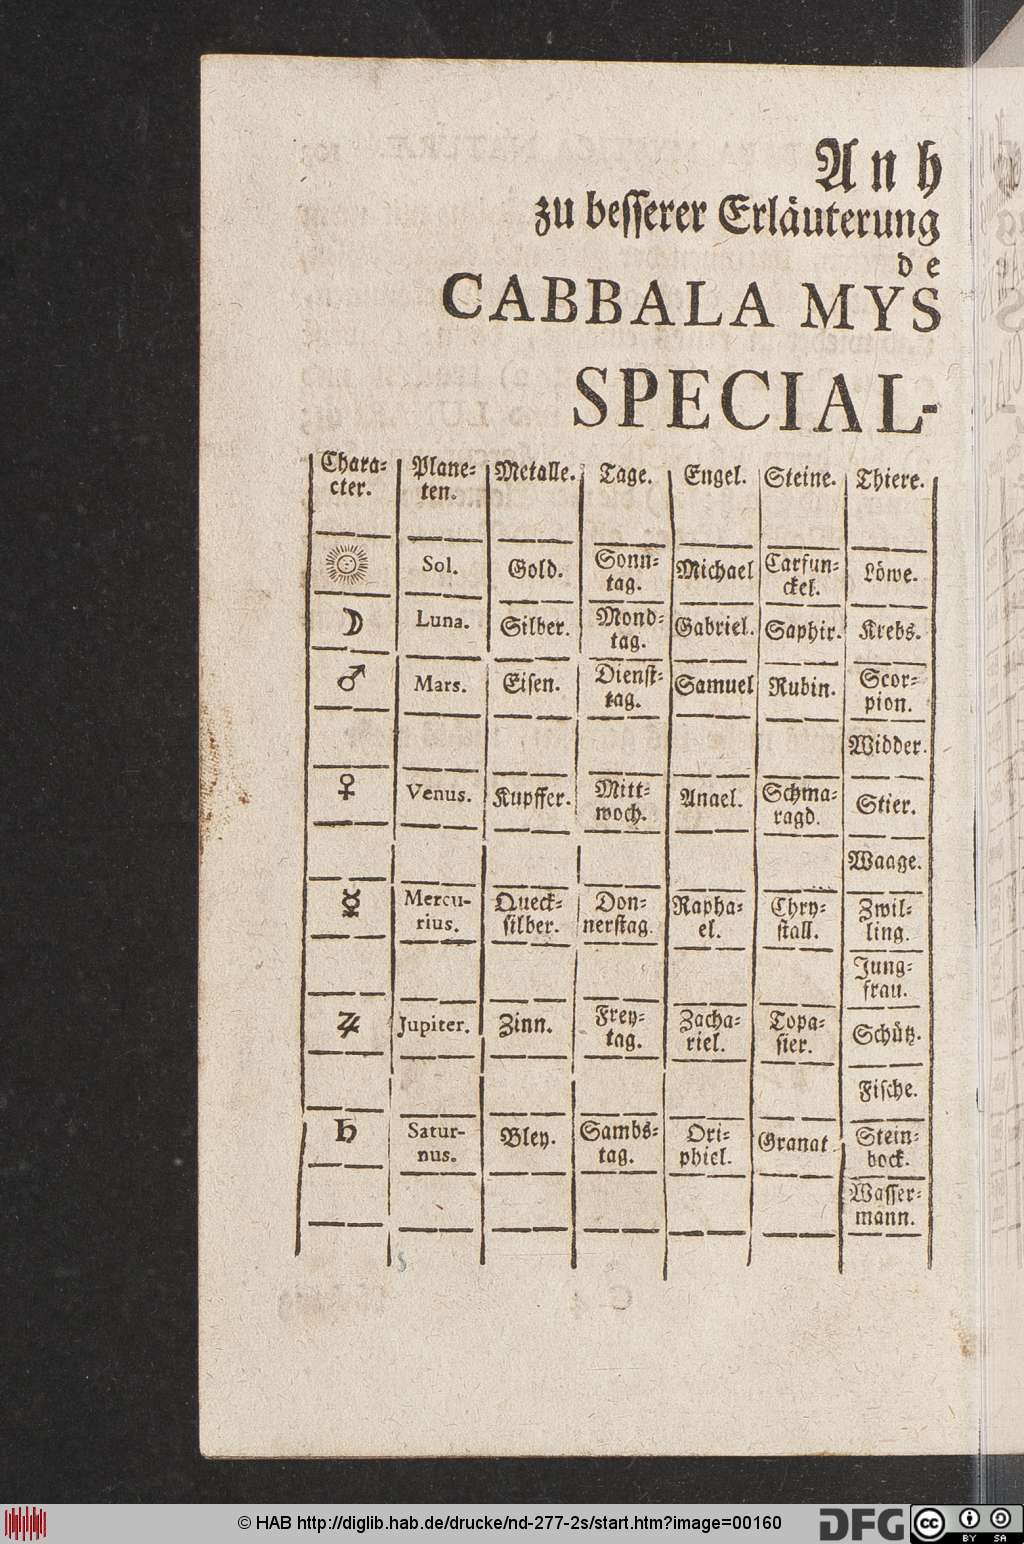 Anh
zu besserer Erläuterung
de
CABBALA MYS
SPECIAL-
Chara- Plane- Metalle. Tage. Engel. Steine. Thiere.
cter. ten.
☉ Sol. Gold. Sonn- Michael Carfun- Löwe.
tag. ckel.
☽ Luna. Silber. Mond- Gabriel. Saphir. Krebs.
tag.
♂ Mars. Eisen. Dienst- Samuel Rubin. Scor-
tag. pion.
Widder.
♀ Venus. Kupffer. Mitt- Anael. Schma- Stier.
woch. ragd.
Waage.
☿ Mercu- Queck- Don- Rapha- Chry- Zwil-
rius. silber. nerstag. el. stall. ling.
Jung-
frau.
♃ Jupiter. Zinn. Frey- Zacha- Topa- Schütz.
tag. riel. sier.
Fische.
♄ Satur- Bley. Sambs- Ori- Granat. Stein-
nus. tag. phiel. bock.
Wasser-
mann.
© HAB http://diglib.hab.de/drucke/nd-277-2s/start.htm?image=00160
DFG
cc BY SA